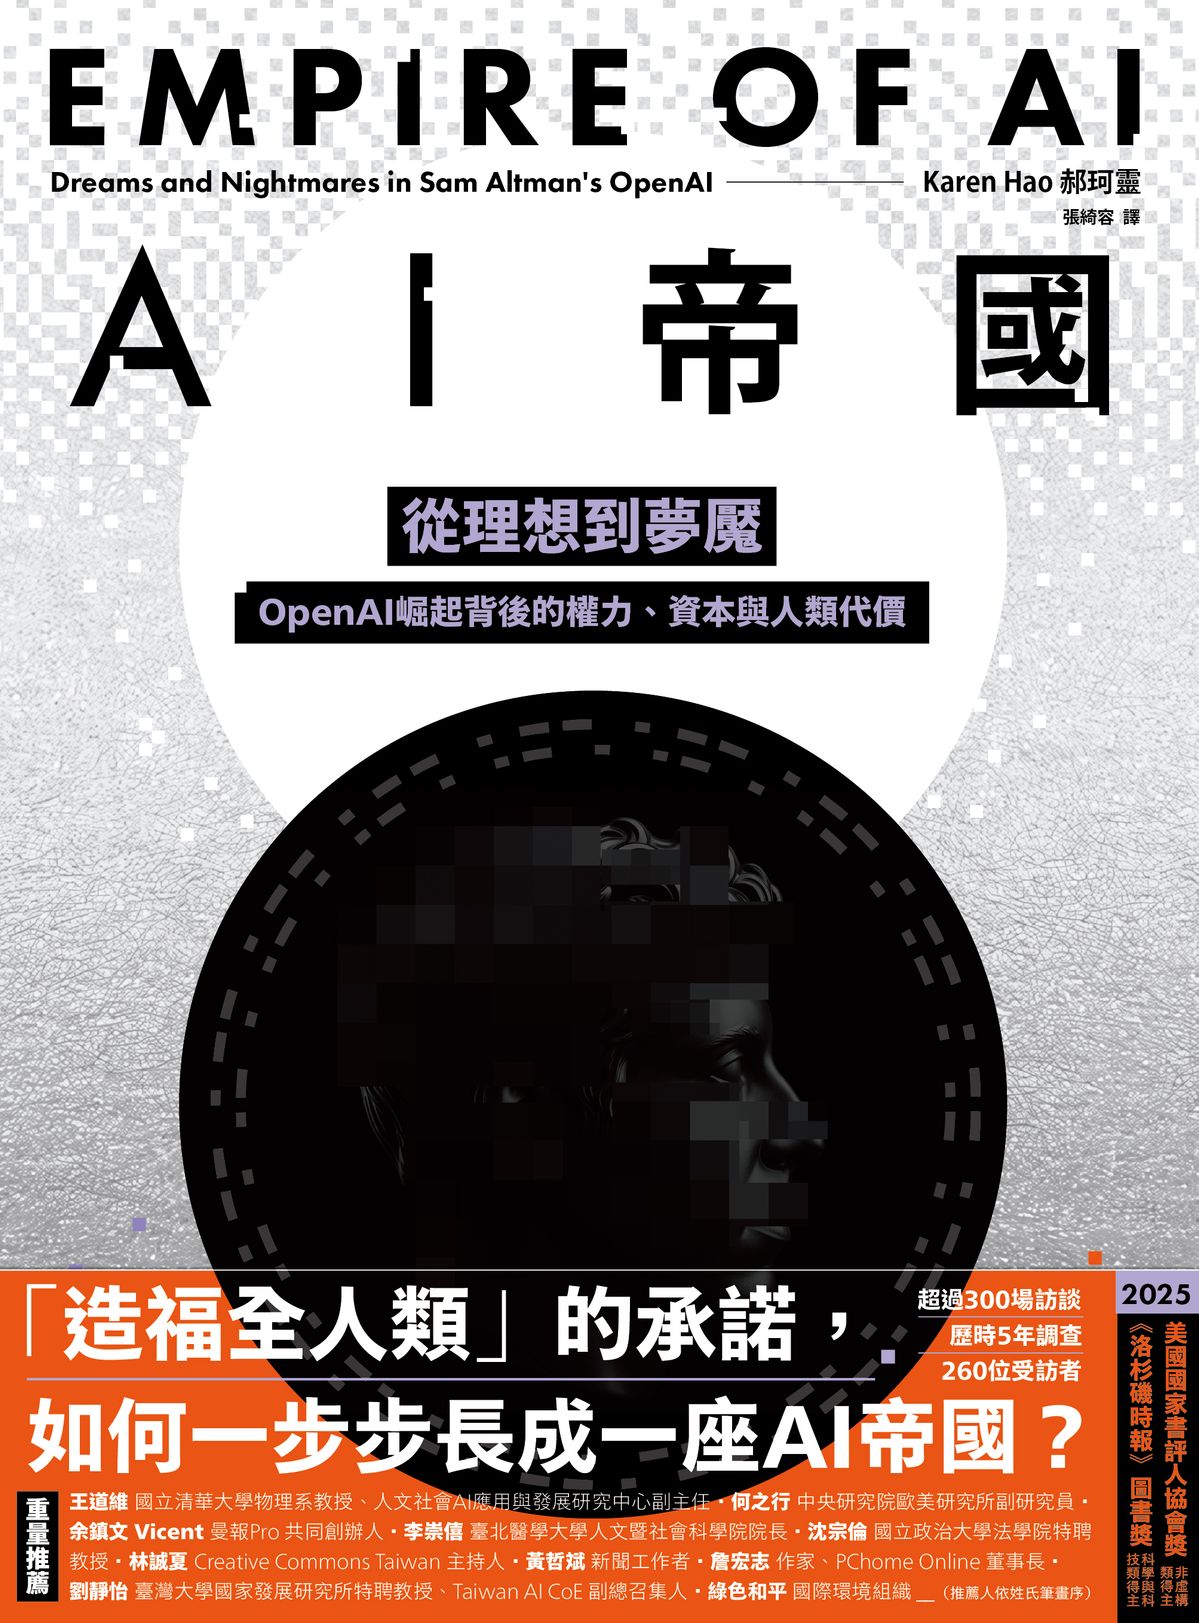 EMPIRE OF AI
Dreams and Nightmares in Sam Altman's OpenAI
Karen Hao 郝珂靈
張綺容 譯
AI帝國
從理想到夢魘
OpenAI崛起背後的權力、資本與人類代價
「造福全人類」的承諾，
如何一步步長成一座AI帝國？
超過300場訪談
歷時5年調查
260位受訪者
2025
美國國家書評人協會獎 非虛構類得主
《洛杉磯時報》圖書獎 科學與科技類得主
重量推薦
王道維 國立清華大學物理系教授、人文社會AI應用與發展研究中心副主任・何之行 中央研究院歐美研究所副研究員・
余鎮文 Vicent 曼報Pro 共同創辦人・李崇僖 臺北醫學大學人文暨社會科學院院長・沈宗倫 國立政治大學法學院特聘
教授・林誠夏 Creative Commons Taiwan 主持人・黃哲斌 新聞工作者・詹宏志 作家、PChome Online 董事長・
劉靜怡 臺灣大學國家發展研究所特聘教授、Taiwan AI CoE 副總召集人・綠色和平 國際環境組織__（推薦人依姓氏筆畫序）